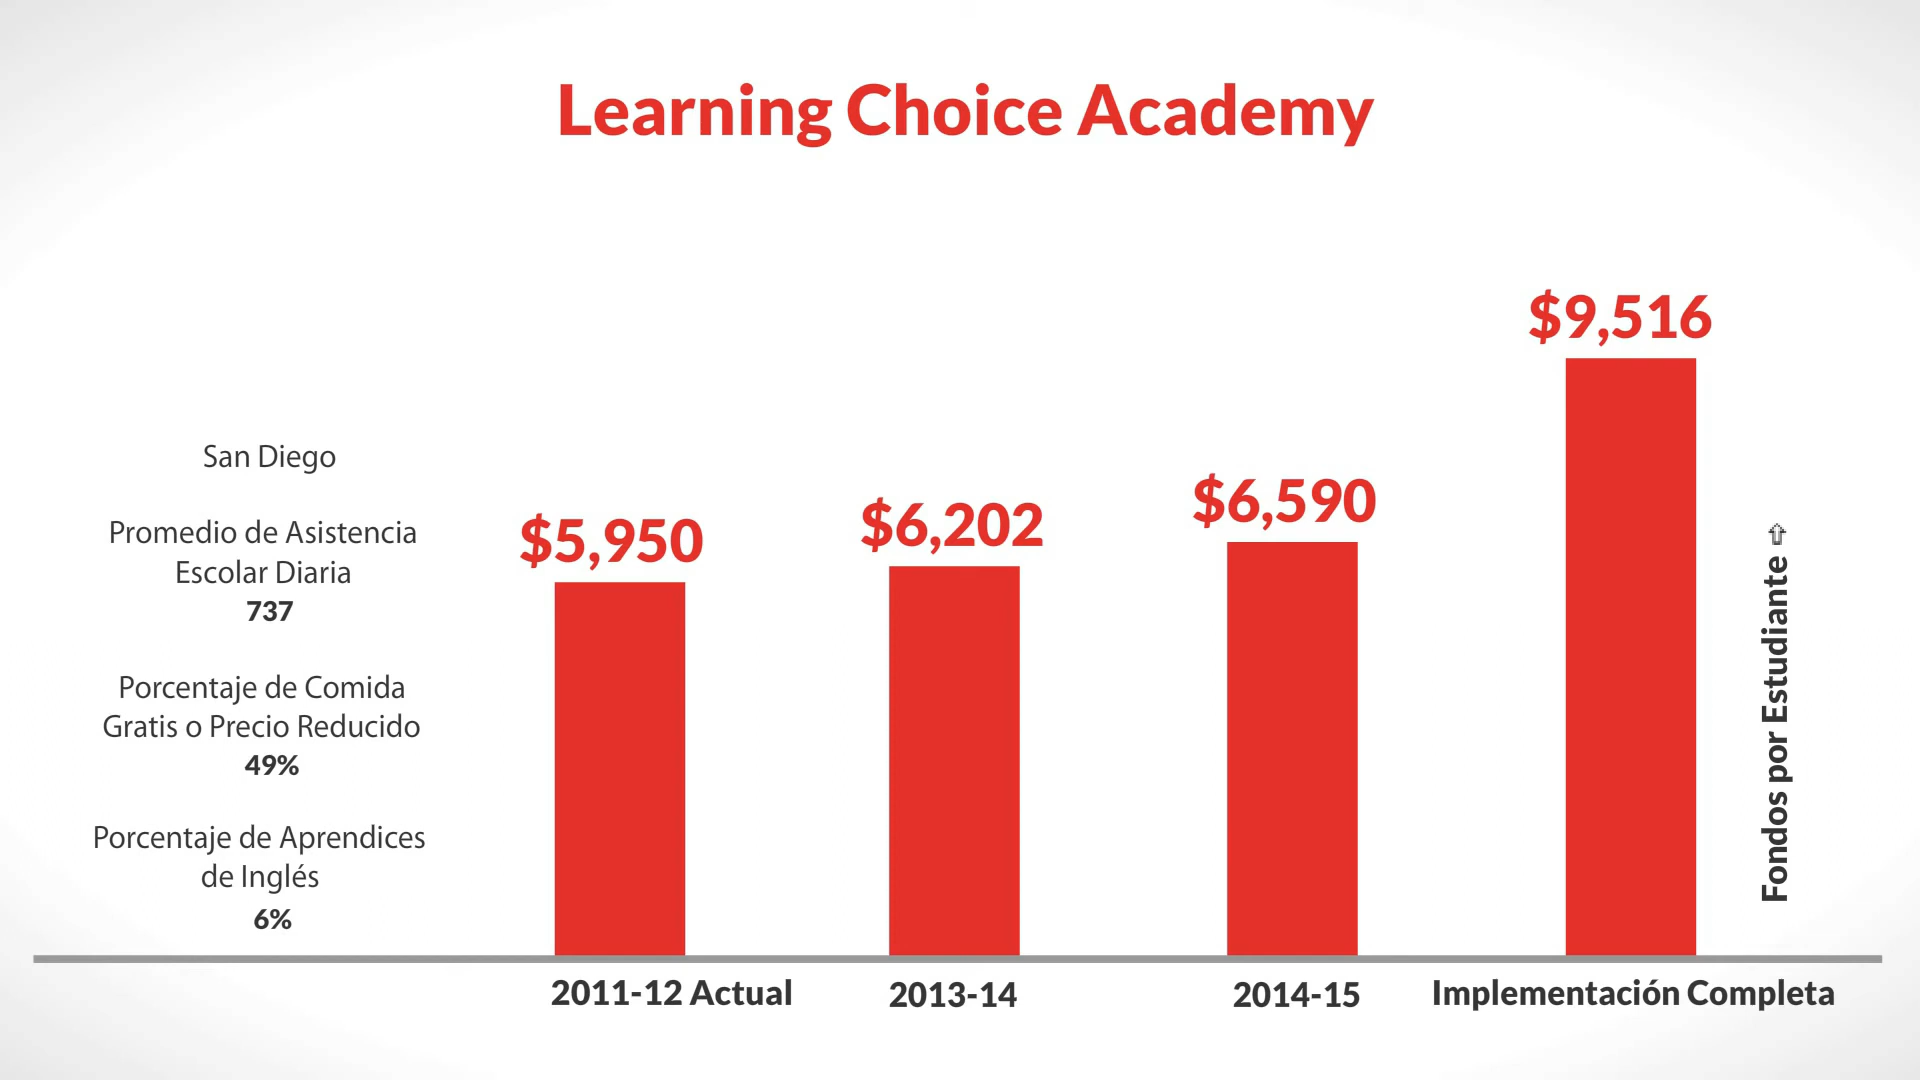 Learning Choice Academy
San Diego
Promedio de Asistencia
Escolar Diaria
737
Porcentaje de Comida
Gratis o Precio Reducido
49%
Porcentaje de Aprendices
de Inglés
6%
$5,950
$6,202
$6,590
$9,516
Fondos por Estudiante ⇧
2011-12 Actual
2013-14
2014-15
Implementación Completa